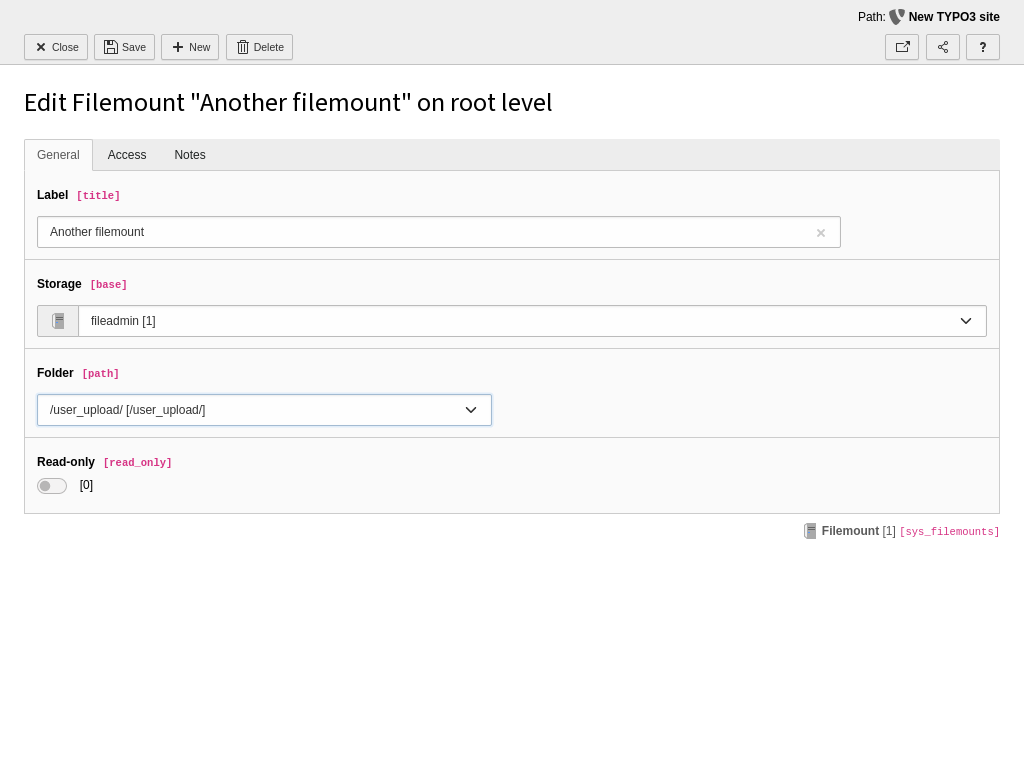 Path: New TYPO3 site
Close Save New Delete ?
Edit Filemount "Another filemount" on root level
General Access Notes
Label [title]
Another filemount
Storage [base]
fileadmin [1]
Folder [path]
/user_upload/ [/user_upload/]
Read-only [read_only]
[0]
Filemount [1] [sys_filemounts]